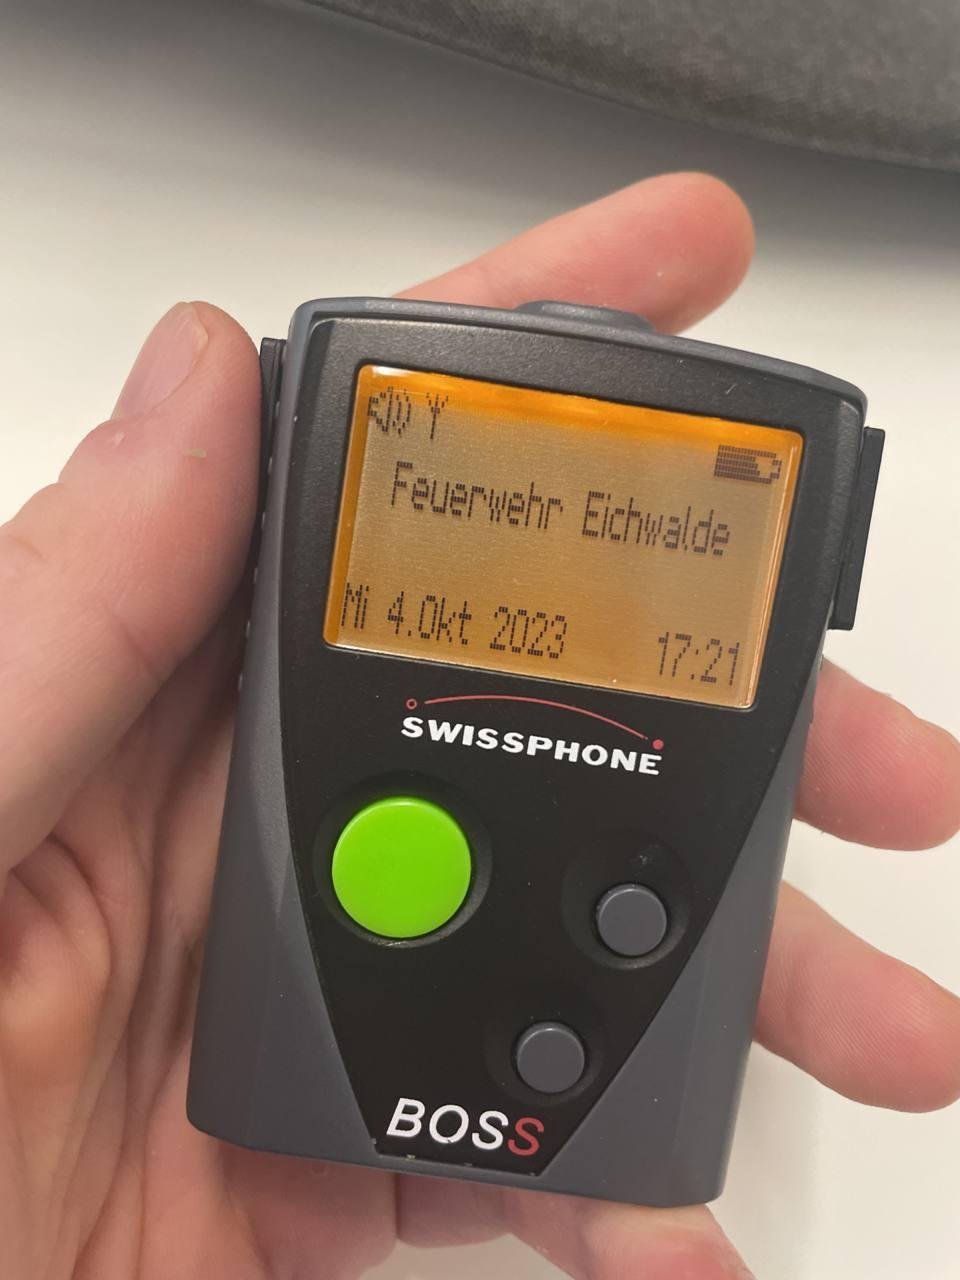 Feuerwehr Eichwalde
Mi 4.Okt 2023 17:21
SWISSPHONE
BOSS